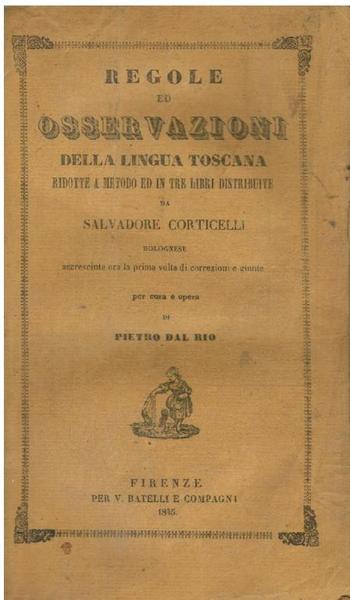 REGOLE
ED
OSSERVAZIONI
DELLA LINGUA TOSCANA
RIDOTTE A METODO ED IN TRE LIBRI DISTRIBUITE
DA
SALVADORE CORTICELLI
BOLOGNESE
accresciute ora la prima volta di correzioni e giunte
per cura e opera
DI
PIETRO DAL RIO
FIRENZE
PER V. BATELLI E COMPAGNI
1845.